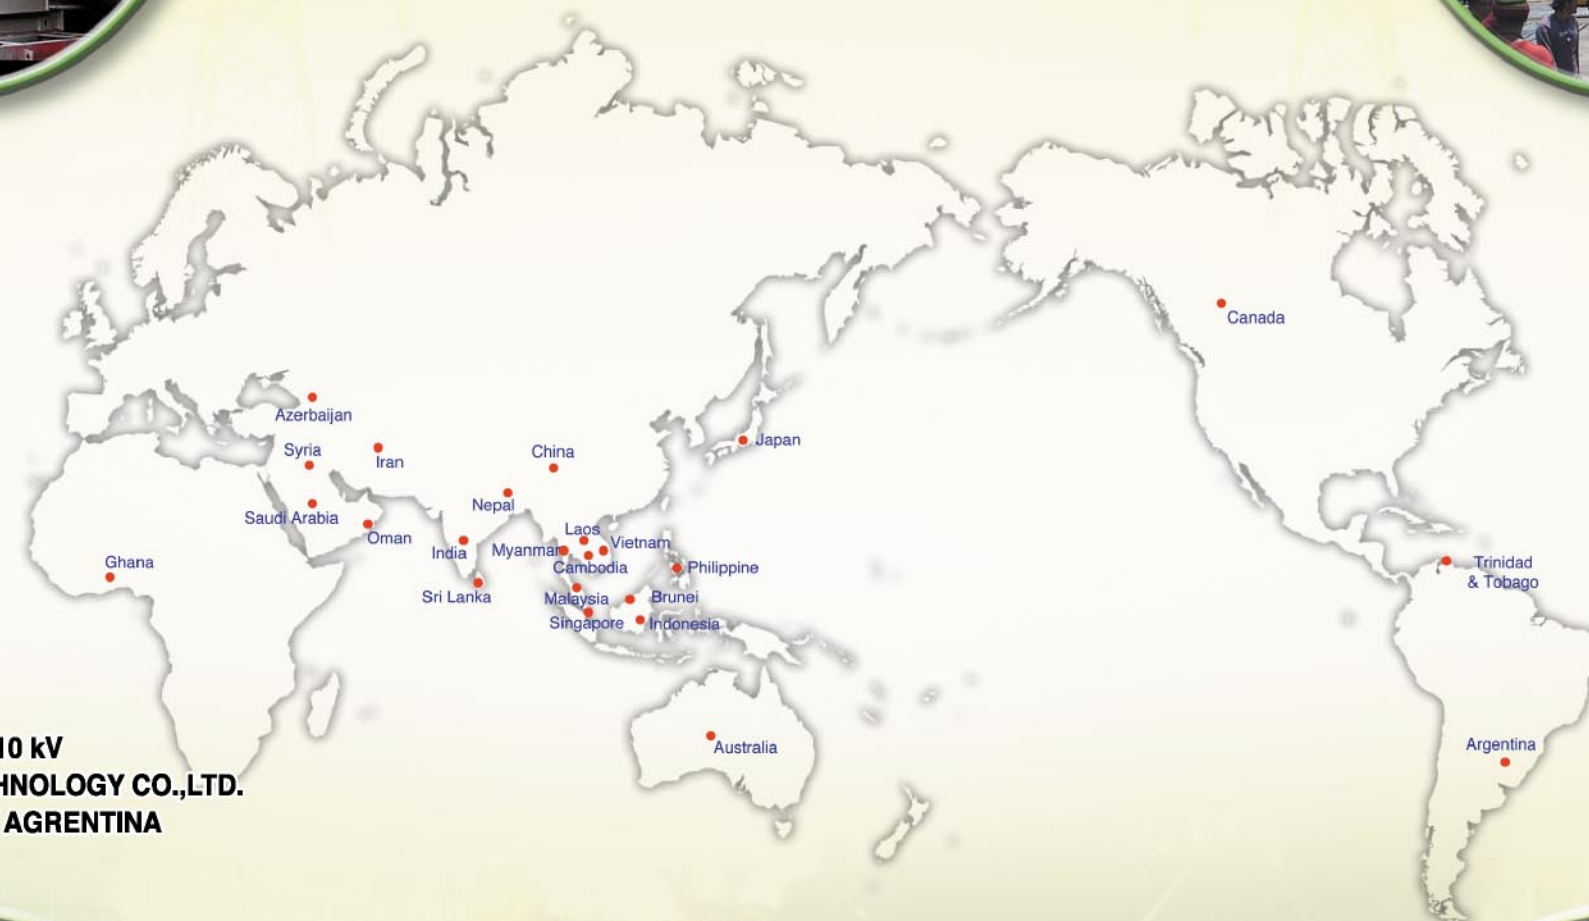 Canada
Azerbaijan
Syria
Iran
China
Japan
Nepal
Saudi Arabia
Oman
India
Laos
Myanmar
Vietnam
Cambodia
Philippine
Ghana
Sri Lanka
Malaysia
Brunei
Singapore
Indonesia
Trinidad
& Tobago
Australia
Argentina
10 kV
HNOLOGY CO.,LTD.
AGRENTINA